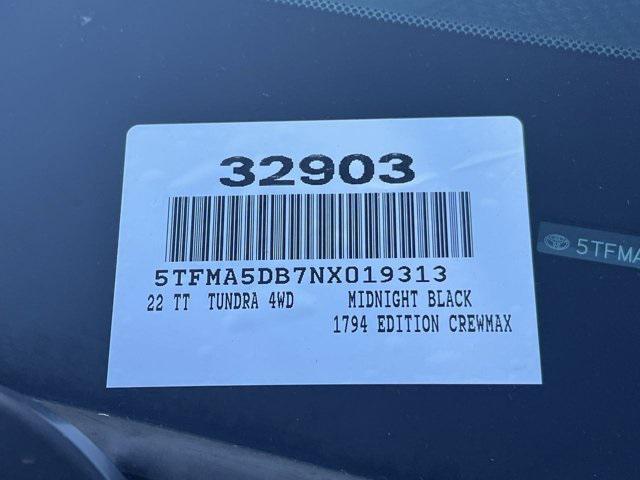 32903
5TFMA5DB7NX019313
22 TT TUNDRA 4WD MIDNIGHT BLACK
1794 EDITION CREWMAX
5TFMA